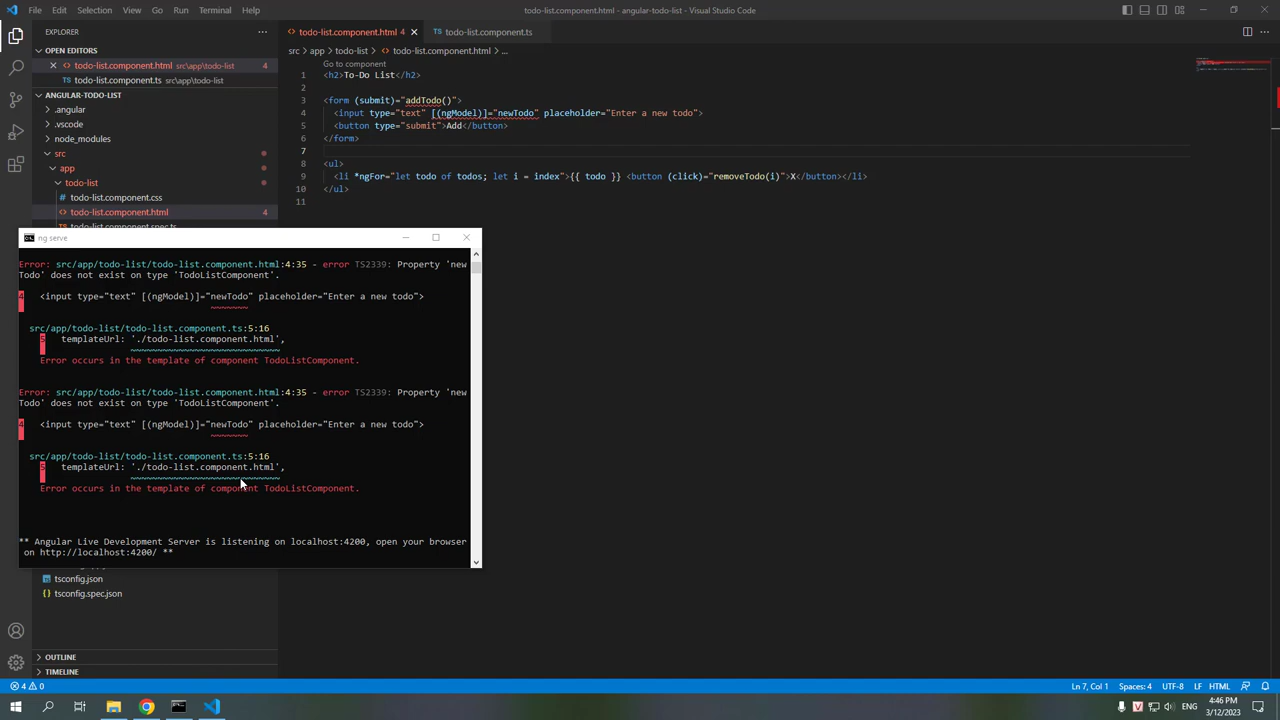 File Edit Selection View Go Run Terminal Help
todo-list.component.html - angular-todo-list - Visual Studio Code
EXPLORER
OPEN EDITORS
todo-list.component.html src\app\todo-list 4
TS todo-list.component.ts src\app\todo-list
ANGULAR-TODO-LIST
.angular
.vscode
node_modules
src
app
todo-list
# todo-list.component.css
<> todo-list.component.html 4
todo-list.component.spec.ts
tsconfig.json
{} tsconfig.spec.json
OUTLINE
TIMELINE
<> todo-list.component.html 4
TS todo-list.component.ts
src > app > todo-list > <> todo-list.component.html > ...
Go to component
1 <h2>To-Do List</h2>
2
3 <form (submit)="addTodo()">
4 <input type="text" [(ngModel)]="newTodo" placeholder="Enter a new todo">
5 <button type="submit">Add</button>
6 </form>
7
8 <ul>
9 <li *ngFor="let todo of todos; let i = index">{{ todo }} <button (click)="removeTodo(i)">X</button></li>
10 </ul>
11
ng serve
Error: src/app/todo-list/todo-list.component.html:4:35 - error TS2339: Property 'new
Todo' does not exist on type 'TodoListComponent'.
4 <input type="text" [(ngModel)]="newTodo" placeholder="Enter a new todo">
~~~~~~~
src/app/todo-list/todo-list.component.ts:5:16
5 templateUrl: './todo-list.component.html',
~~~~~~~~~~~~~~~~~~~~~~~~~~~~
Error occurs in the template of component TodoListComponent.
Error: src/app/todo-list/todo-list.component.html:4:35 - error TS2339: Property 'new
Todo' does not exist on type 'TodoListComponent'.
4 <input type="text" [(ngModel)]="newTodo" placeholder="Enter a new todo">
~~~~~~~
src/app/todo-list/todo-list.component.ts:5:16
5 templateUrl: './todo-list.component.html',
~~~~~~~~~~~~~~~~~~~~~~~~~~~~
Error occurs in the template of component TodoListComponent.
** Angular Live Development Server is listening on localhost:4200, open your browser
on http://localhost:4200/ **
4 0
Ln 7, Col 1 Spaces: 4 UTF-8 LF HTML
ENG
4:46 PM
3/12/2023